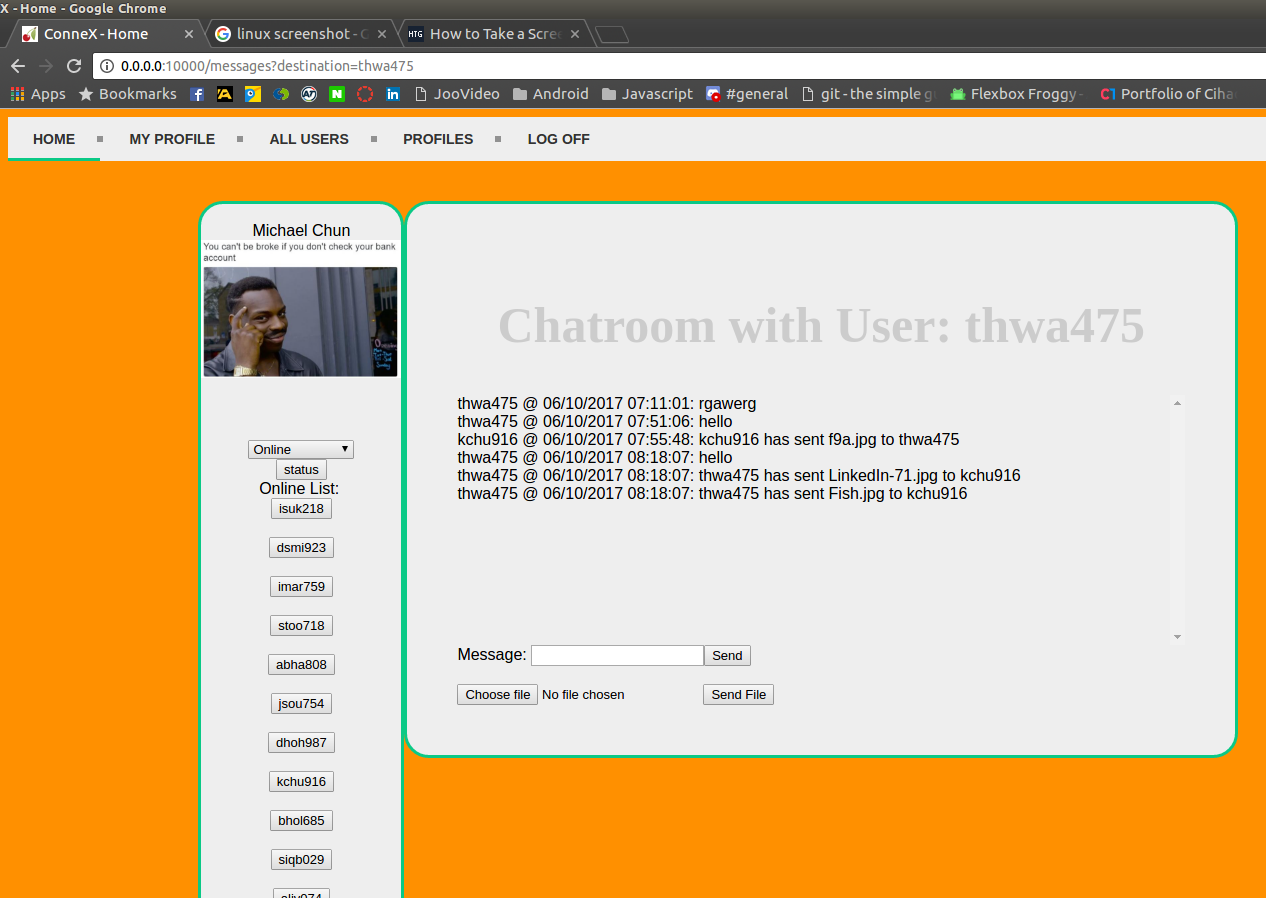 X - Home - Google Chrome
ConneX - Home
linux screenshot -
HTG How to Take a Scre
0.0.0.0:10000/messages?destination=thwa475
Apps Bookmarks JooVideo Android Javascript #general git - the simple Flexbox Froggy - Portfolio of Ciha
HOME MY PROFILE ALL USERS PROFILES LOG OFF
Michael Chun
You can't be broke if you don't check your bank
account
Online
status
Online List:
isuk218
dsmi923
imar759
stoo718
abha808
jsou754
dhoh987
kchu916
bhol685
siqb029
Chatroom with User: thwa475
thwa475 @ 06/10/2017 07:11:01: rgawerg
thwa475 @ 06/10/2017 07:51:06: hello
kchu916 @ 06/10/2017 07:55:48: kchu916 has sent f9a.jpg to thwa475
thwa475 @ 06/10/2017 08:18:07: hello
thwa475 @ 06/10/2017 08:18:07: thwa475 has sent LinkedIn-71.jpg to kchu916
thwa475 @ 06/10/2017 08:18:07: thwa475 has sent Fish.jpg to kchu916
Message: Send
Choose file No file chosen Send File